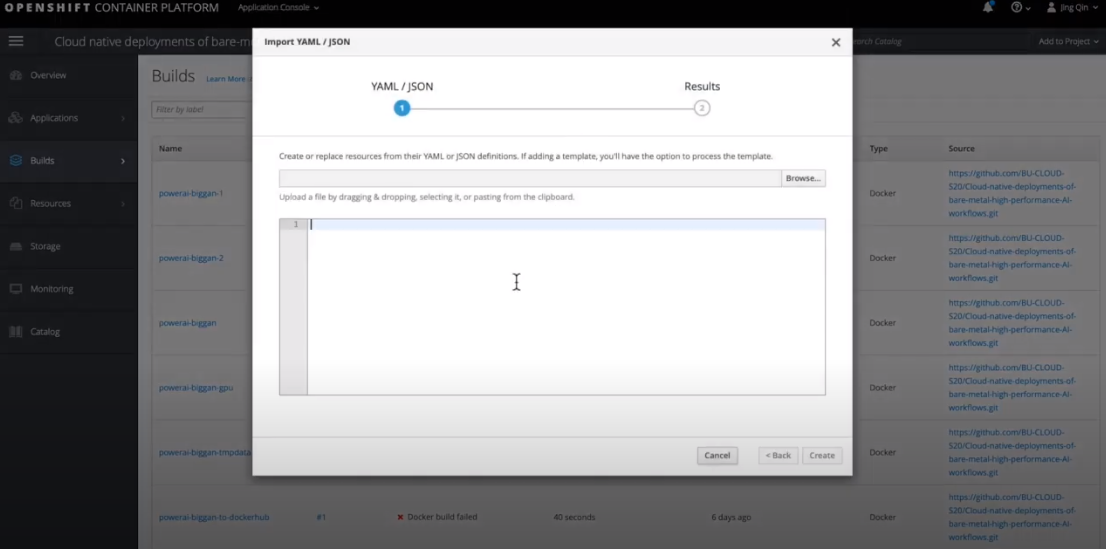 OPENSHIFT CONTAINER PLATFORM Application Console Jing Qin
Cloud native deployments of bare-m Search Catalog Add to Project
Import YAML / JSON
YAML / JSON Results
1 2
Overview
Applications
Builds
Resources
Storage
Monitoring
Catalog
Builds Learn More
Filter by label
Name Type Source
Create or replace resources from their YAML or JSON definitions. If adding a template, you'll have the option to process the template.
Browse...
Upload a file by dragging & dropping, selecting it, or pasting from the clipboard.
1
Cancel < Back Create
powerai-biggan-1 Docker
https://github.com/BU-CLOUD-
S20/Cloud-native-deployments-of-
bare-metal-high-performance-AI-
workflows.git
powerai-biggan-2 Docker
https://github.com/BU-CLOUD-
S20/Cloud-native-deployments-of-
bare-metal-high-performance-AI-
workflows.git
powerai-biggan Docker
https://github.com/BU-CLOUD-
S20/Cloud-native-deployments-of-
bare-metal-high-performance-AI-
workflows.git
powerai-biggan-gpu Docker
https://github.com/BU-CLOUD-
S20/Cloud-native-deployments-of-
bare-metal-high-performance-AI-
workflows.git
powerai-biggan-tmpdata Docker
https://github.com/BU-CLOUD-
S20/Cloud-native-deployments-of-
bare-metal-high-performance-AI-
workflows.git
powerai-biggan-to-dockerhub #1 Docker build failed 40 seconds 6 days ago Docker
https://github.com/BU-CLOUD-
S20/Cloud-native-deployments-of-
bare-metal-high-performance-AI-
workflows.git